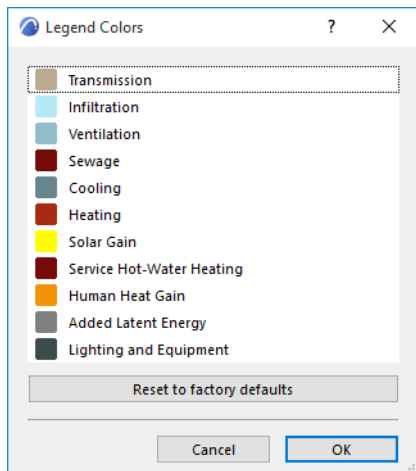 Legend Colors ?
Transmission
Infiltration
Ventilation
Sewage
Cooling
Heating
Solar Gain
Service Hot-Water Heating
Human Heat Gain
Added Latent Energy
Lighting and Equipment
Reset to factory defaults
Cancel OK